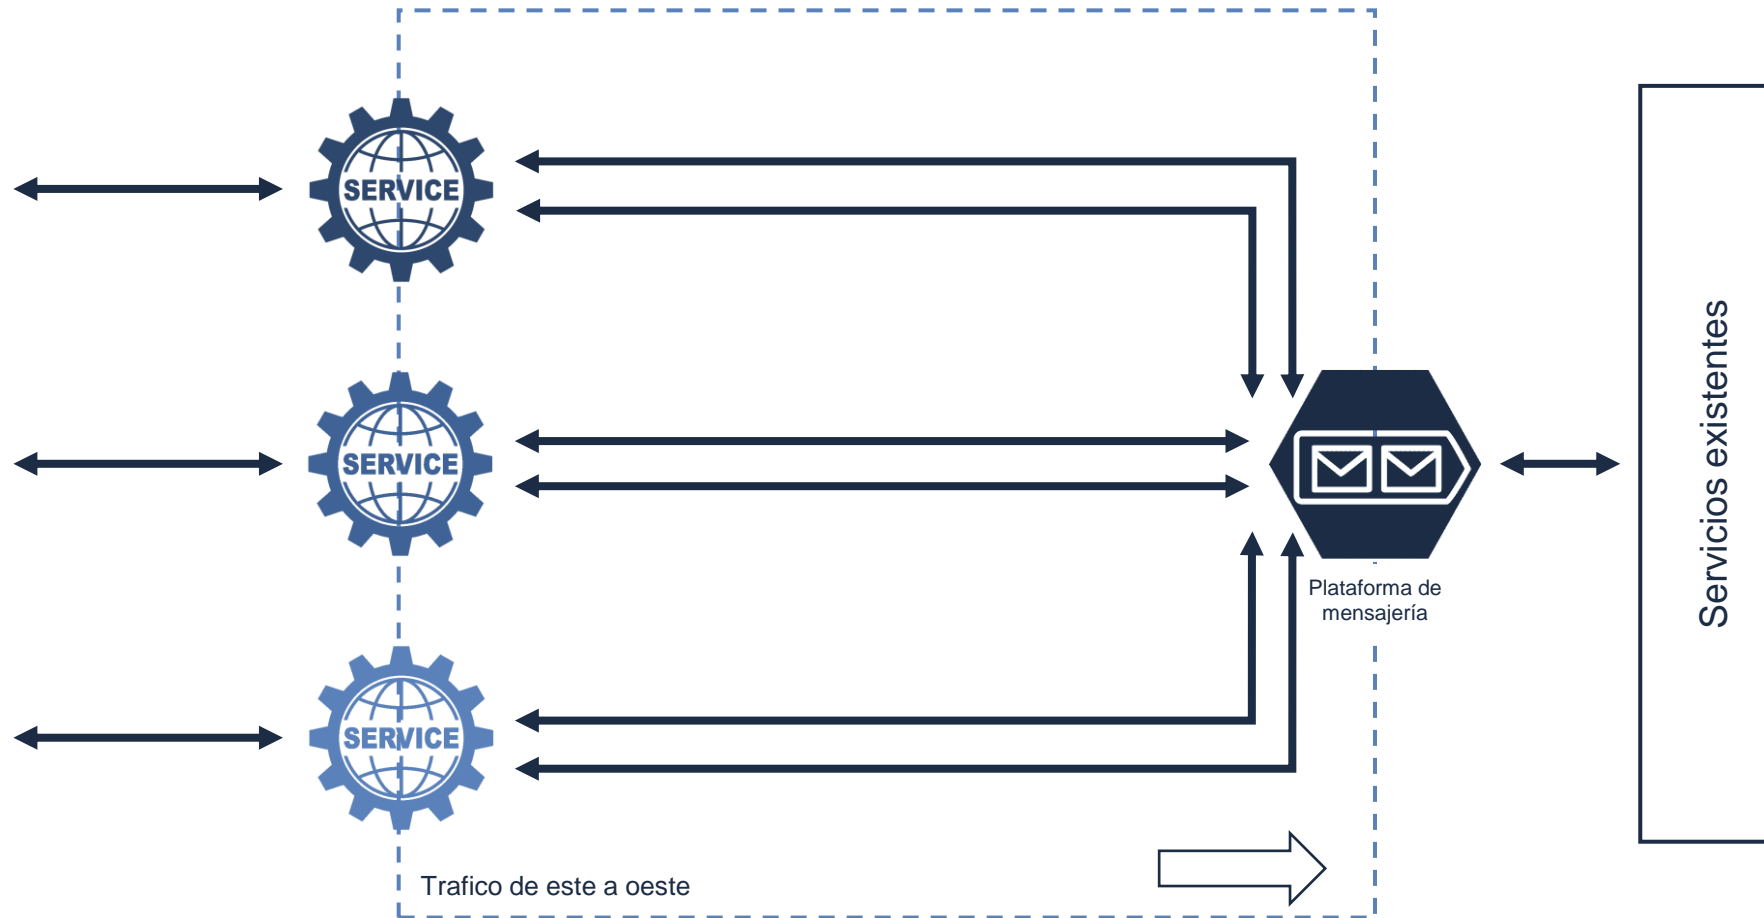 SERVICE
SERVICE
SERVICE
Plataforma de
mensajería
Servicios existentes
Trafico de este a oeste